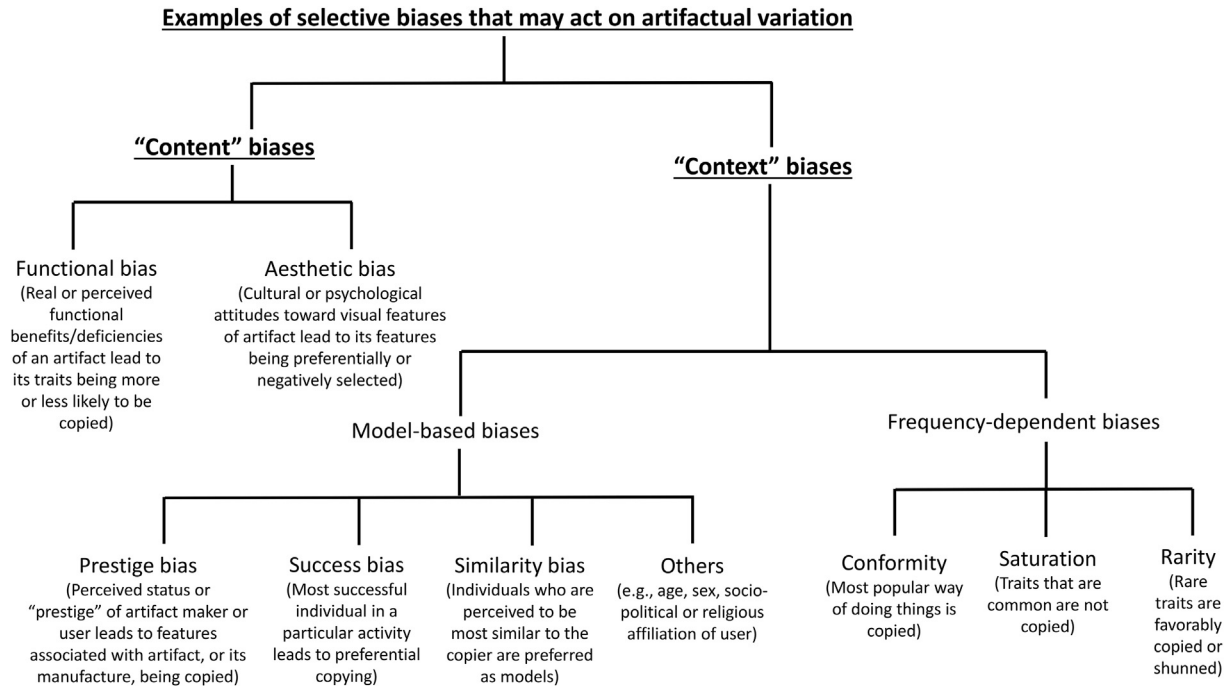 Examples of selective biases that may act on artifactual variation
“Content” biases
“Context” biases
Functional bias
(Real or perceived
functional
benefits/deficiencies
of an artifact lead to
its traits being more
or less likely to be
copied)
Aesthetic bias
(Cultural or psychological
attitudes toward visual features
of artifact lead to its features
being preferentially or
negatively selected)
Model-based biases
Frequency-dependent biases
Prestige bias
(Perceived status or
“prestige” of artifact maker or
user leads to features
associated with artifact, or its
manufacture, being copied)
Success bias
(Most successful
individual in a
particular activity
leads to preferential
copying)
Similarity bias
(Individuals who are
perceived to be
most similar to the
copier are preferred
as models)
Others
(e.g., age, sex, socio-
political or religious
affiliation of user)
Conformity
(Most popular way
of doing things is
copied)
Saturation
(Traits that are
common are not
copied)
Rarity
(Rare
traits are
favorably
copied or
shunned)